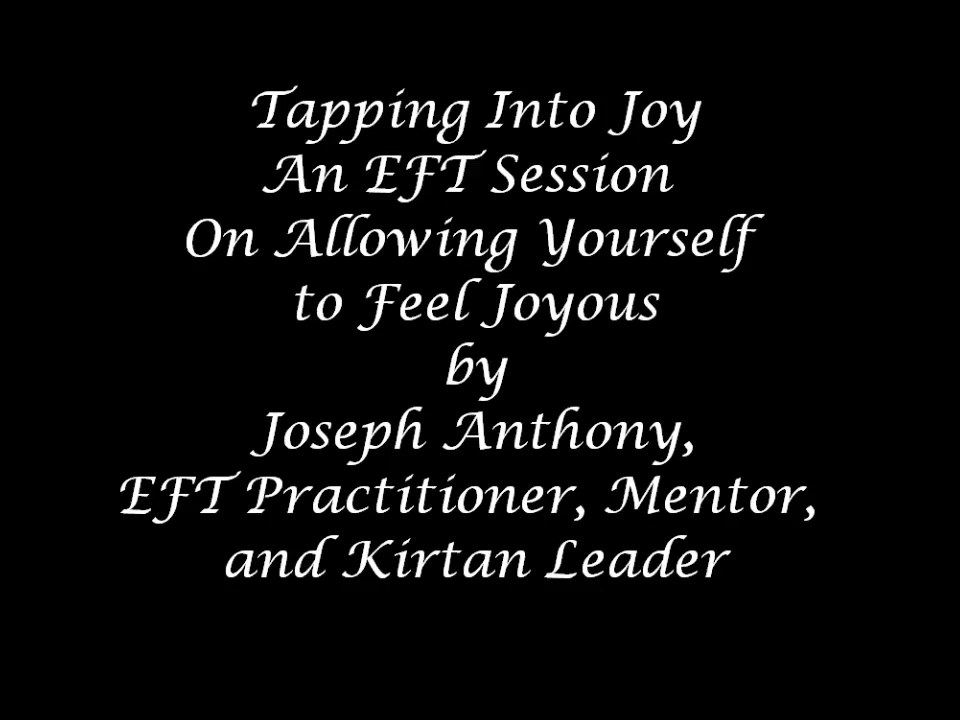 Tapping Into Joy
An EFT Session
On Allowing Yourself
to Feel Joyous
by
Joseph Anthony,
EFT Practitioner, Mentor,
and Kirtan Leader